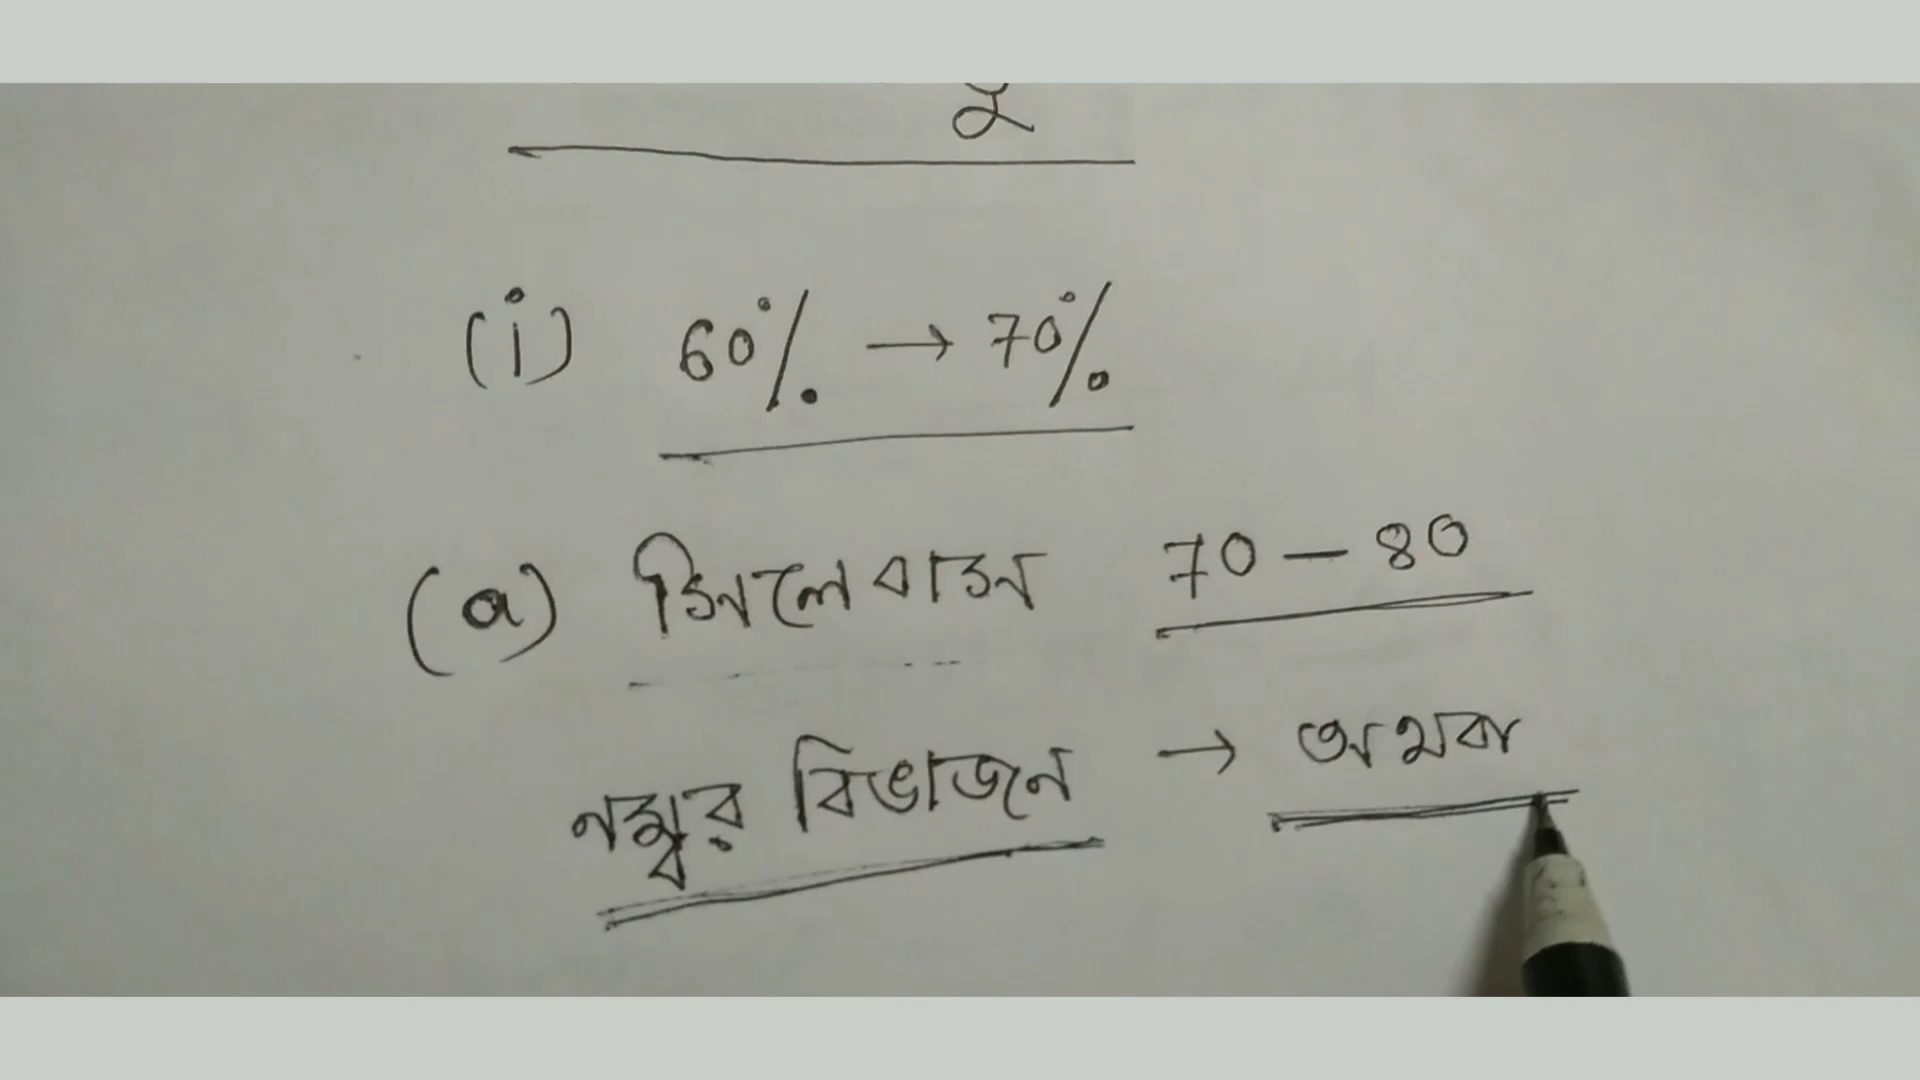 (i) 60% → 70%
(a) সিলেবাস 70 - 80
নম্বর বিভাজন → অথবা